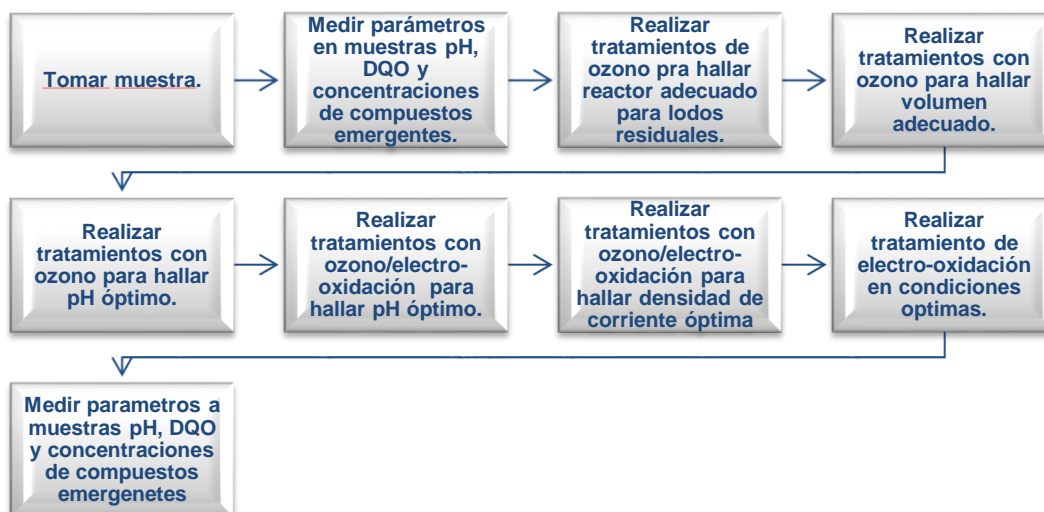 Tomar muestra.
Medir parámetros
en muestras pH,
DQO y
concentraciones
de compuestos
emergentes.
Realizar
tratamientos de
ozono pra hallar
reactor adecuado
para lodos
residuales.
Realizar
tratamientos con
ozono para hallar
volumen
adecuado.
Realizar
tratamientos con
ozono para hallar
pH óptimo.
Realizar
tratamientos con
ozono/electro-
oxidación para
hallar pH óptimo.
Realizar
tratamientos con
ozono/electro-
oxidación para
hallar densidad de
corriente óptima
Realizar
tratamiento de
electro-oxidación
en condiciones
optimas.
Medir parametros a
muestras pH, DQO
y concentraciones
de compuestos
emergenetes